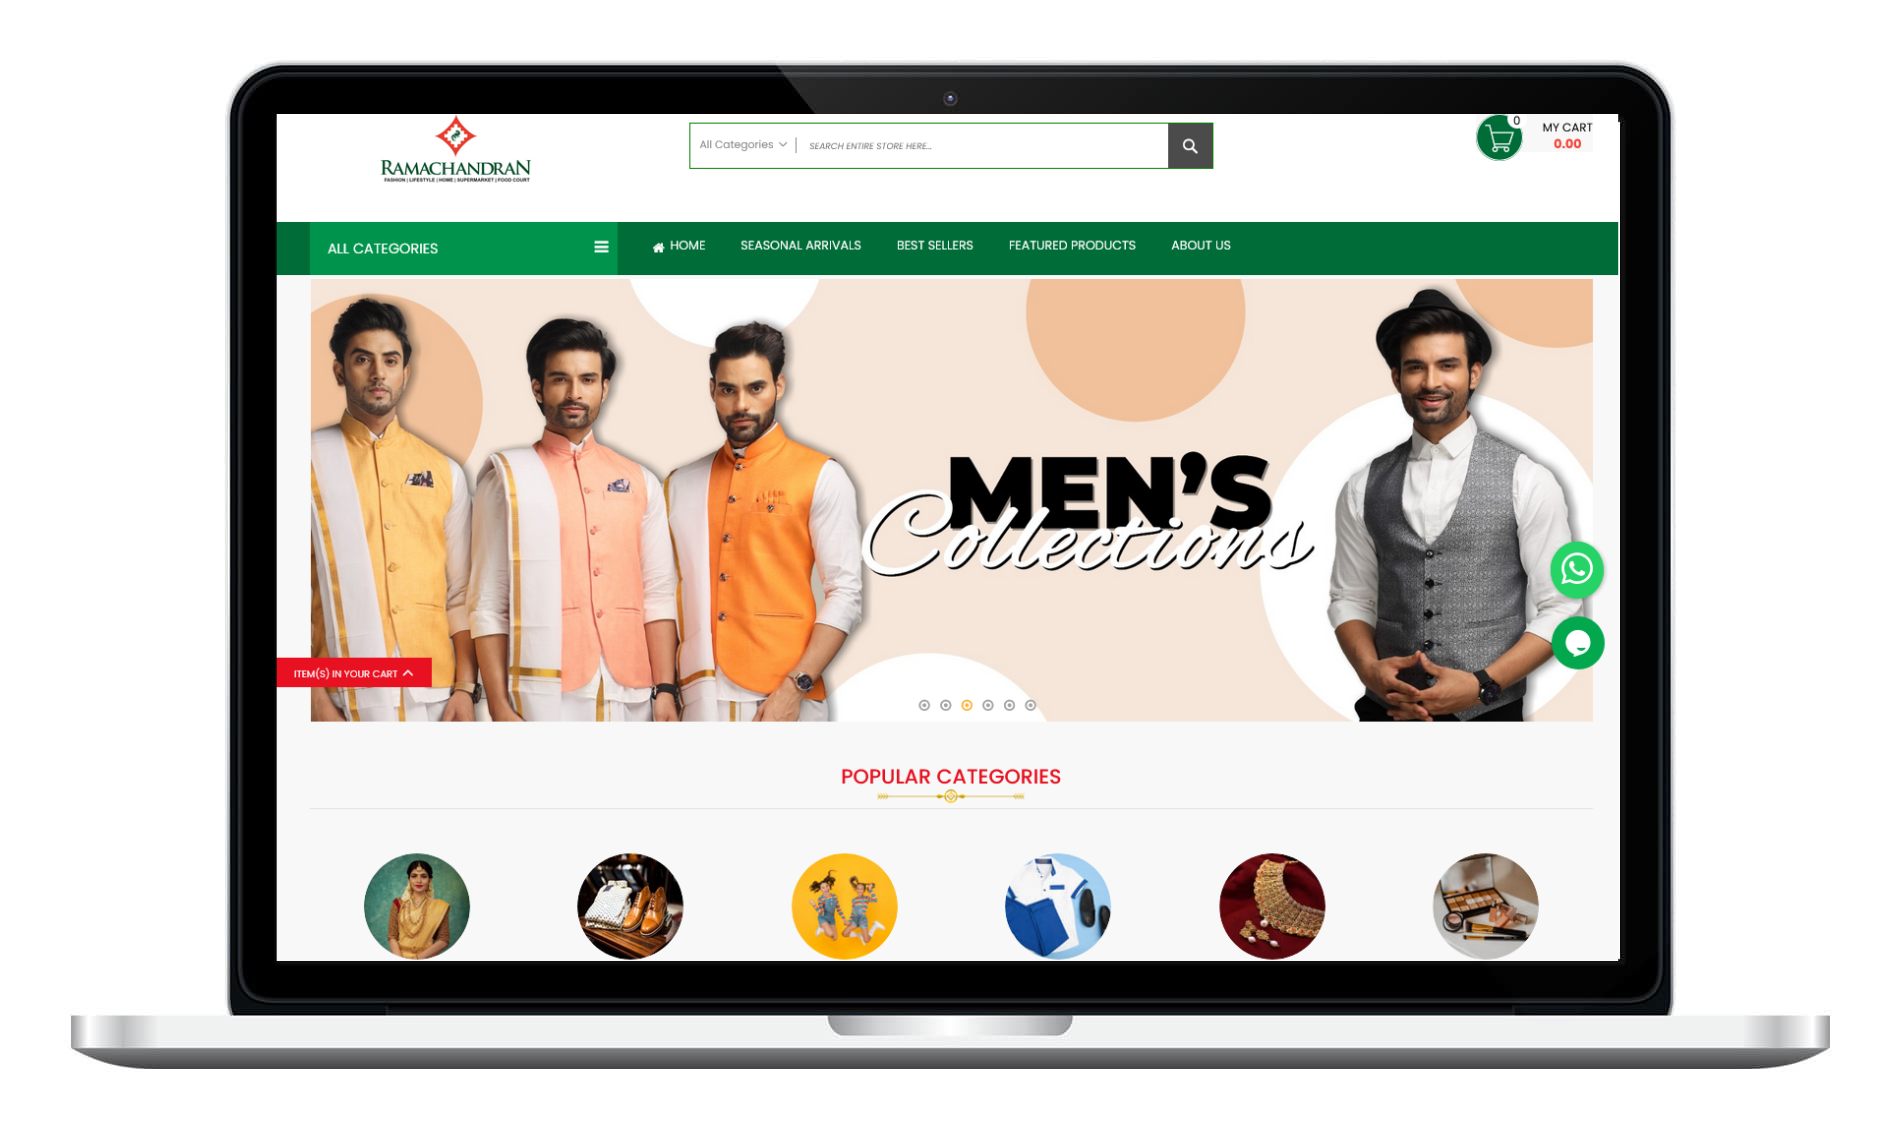 RAMACHANDRAN
FASHION | LIFESTYLE | HOME | SUPERMARKET | FOOD COURT
All Categories
SEARCH ENTIRE STORE HERE...
0
MY CART
0.00
ALL CATEGORIES
HOME
SEASONAL ARRIVALS
BEST SELLERS
FEATURED PRODUCTS
ABOUT US
MEN'S
Collections
ITEM(S) IN YOUR CART
POPULAR CATEGORIES